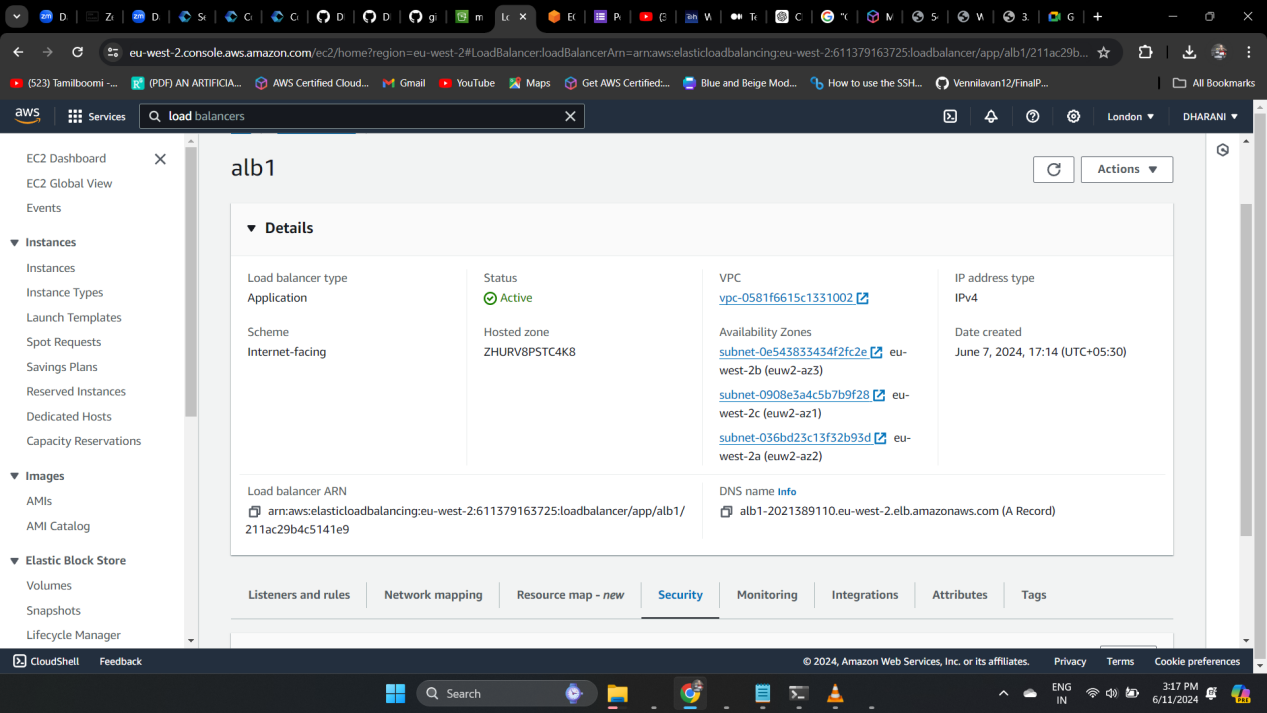 D.
Ze
D.
Se
Co
Co
D
D
gi
m
Lo
EC
Pe
W
Te
C
"C
M
S
W
3.
G
eu-west-2.console.aws.amazon.com/ec2/home?region=eu-west-2#LoadBalancer:loadBalancerArn=arn:aws:elasticloadbalancing:eu-west-2:611379163725:loadbalancer/app/alb1/211ac29b...
(523) Tamilboomi -...
(PDF) AN ARTIFICIA...
AWS Certified Cloud...
Gmail
YouTube
Maps
Get AWS Certified:...
Blue and Beige Mod...
How to use the SSH...
Vennilavan12/FinalP...
All Bookmarks
aws
Services
load balancers
London
DHARANI
EC2 Dashboard
EC2 Global View
Events
Instances
Instances
Instance Types
Launch Templates
Spot Requests
Savings Plans
Reserved Instances
Dedicated Hosts
Capacity Reservations
Images
AMIs
AMI Catalog
Elastic Block Store
Volumes
Snapshots
Lifecycle Manager
alb1
Actions
Details
Load balancer type
Application
Status
Active
VPC
vpc-0581f6615c1331002
IP address type
IPv4
Scheme
Internet-facing
Hosted zone
ZHURV8PSTC4K8
Availability Zones
subnet-0e543833434f2fc2e eu-
west-2b (euw2-az3)
subnet-0908e3a4c5b7b9f28 eu-
west-2c (euw2-az1)
subnet-036bd23c13f32b93d eu-
west-2a (euw2-az2)
Date created
June 7, 2024, 17:14 (UTC+05:30)
Load balancer ARN
arn:aws:elasticloadbalancing:eu-west-2:611379163725:loadbalancer/app/alb1/
211ac29b4c5141e9
DNS name Info
alb1-2021389110.eu-west-2.elb.amazonaws.com (A Record)
Listeners and rules
Network mapping
Resource map - new
Security
Monitoring
Integrations
Attributes
Tags
CloudShell
Feedback
© 2024, Amazon Web Services, Inc. or its affiliates.
Privacy
Terms
Cookie preferences
Search
ENG
IN
3:17 PM
6/11/2024